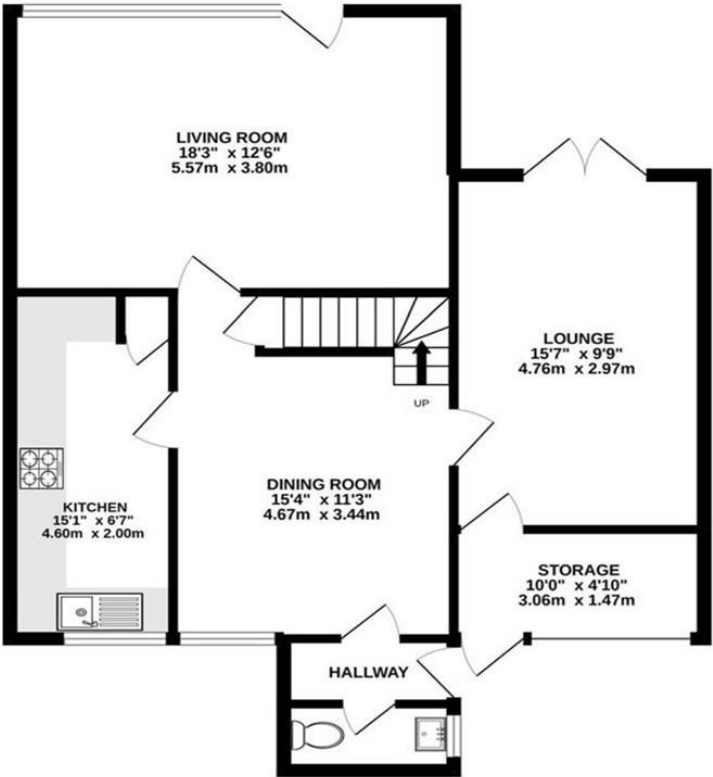 LIVING ROOM
18'3" x 12'6"
5.57m x 3.80m
LOUNGE
15'7" x 9'9"
4.76m x 2.97m
UP
DINING ROOM
15'4" x 11'3"
4.67m x 3.44m
KITCHEN
15'1" x 6'7"
4.60m x 2.00m
STORAGE
10'0" x 4'10"
3.06m x 1.47m
HALLWAY